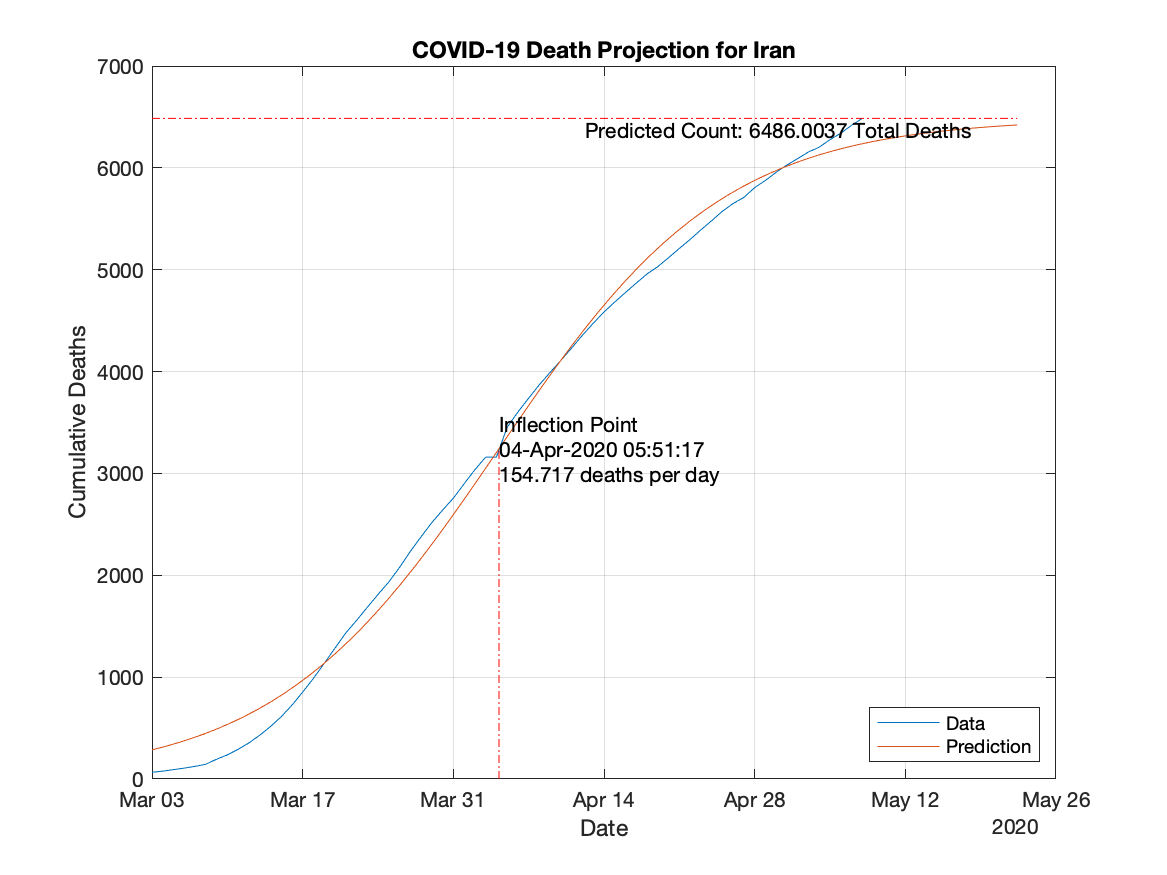 COVID-19 Death Projection for Iran
7000
6000
5000
4000
3000
2000
1000
0
Cumulative Deaths
Predicted Count: 6486.0037 Total Deaths
Inflection Point
04-Apr-2020 05:51:17
154.717 deaths per day
Data
Prediction
Mar 03 Mar 17 Mar 31 Apr 14 Apr 28 May 12 May 26
Date
2020